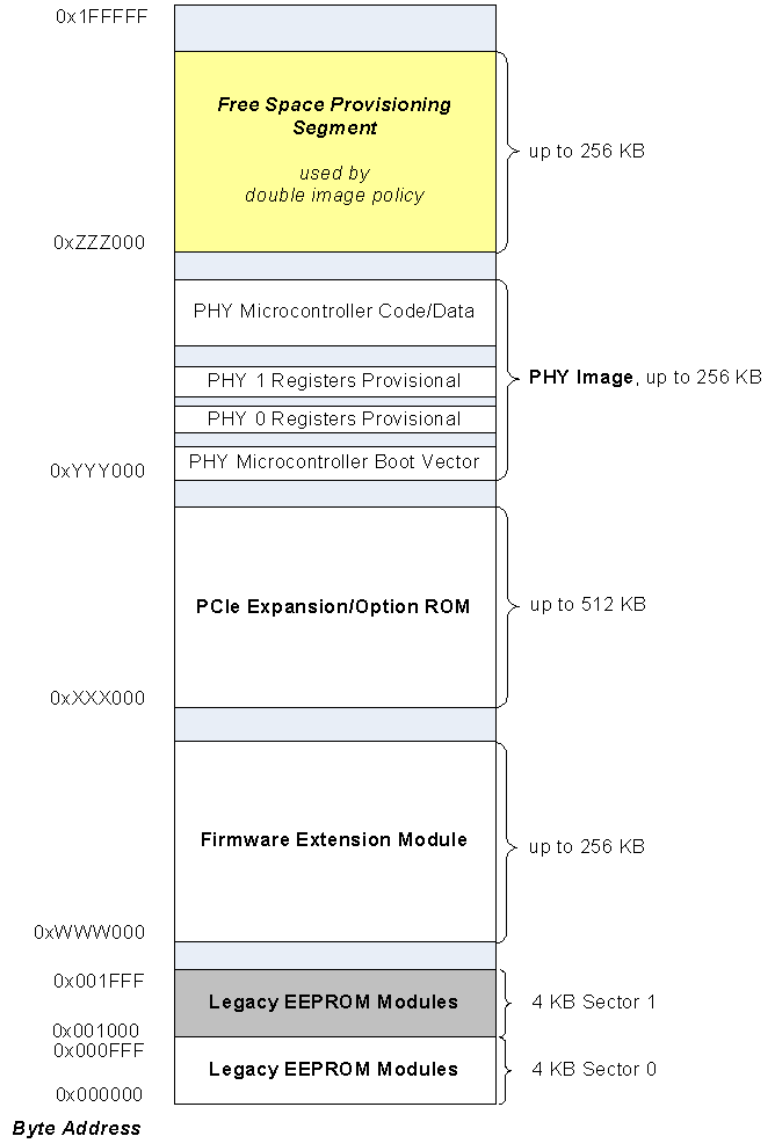 0x1FFFFF
Free Space Provisioning
Segment
used by
double image policy
up to 256 KB
0xZZZ000
PHY Microcontroller Code/Data
PHY 1 Registers Provisional
PHY Image, up to 256 KB
PHY 0 Registers Provisional
PHY Microcontroller Boot Vector
0xYYY000
PCIe Expansion/Option ROM
up to 512 KB
0xXXX000
Firmware Extension Module
up to 256 KB
0xWWW000
0x001FFF
Legacy EEPROM Modules
4 KB Sector 1
0x001000
0x000FFF
Legacy EEPROM Modules
4 KB Sector 0
0x000000
Byte Address